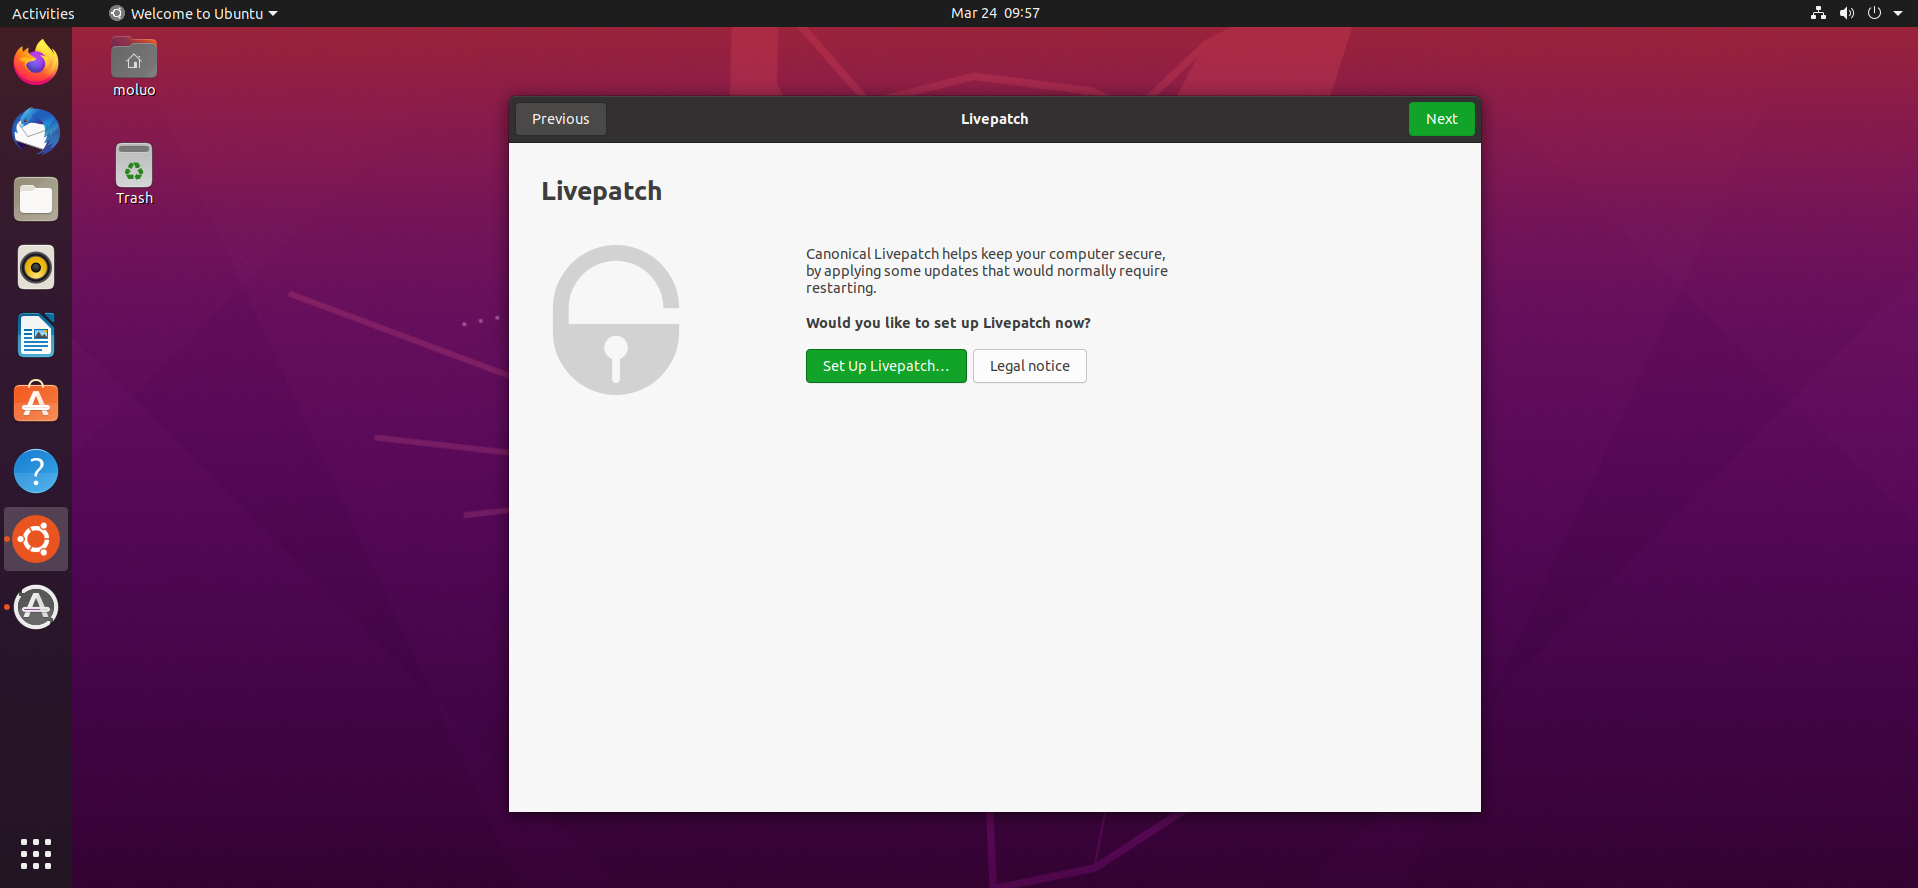 Activities
Welcome to Ubuntu
Mar 24 09:57
moluo
Trash
Previous
Livepatch
Next
Livepatch
Canonical Livepatch helps keep your computer secure,
by applying some updates that would normally require
restarting.
Would you like to set up Livepatch now?
Set Up Livepatch…
Legal notice